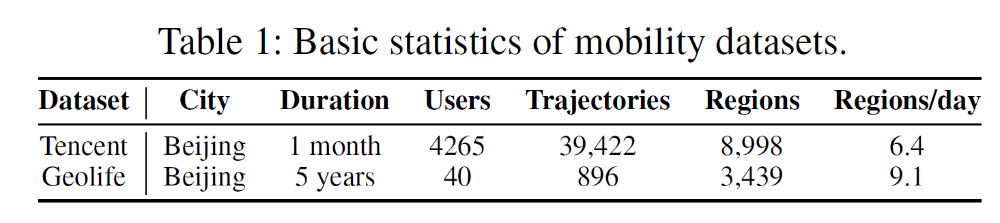 Table 1: Basic statistics of mobility datasets.
Dataset City Duration Users Trajectories Regions Regions/day
Tencent Beijing 1 month 4265 39,422 8,998 6.4
Geolife Beijing 5 years 40 896 3,439 9.1